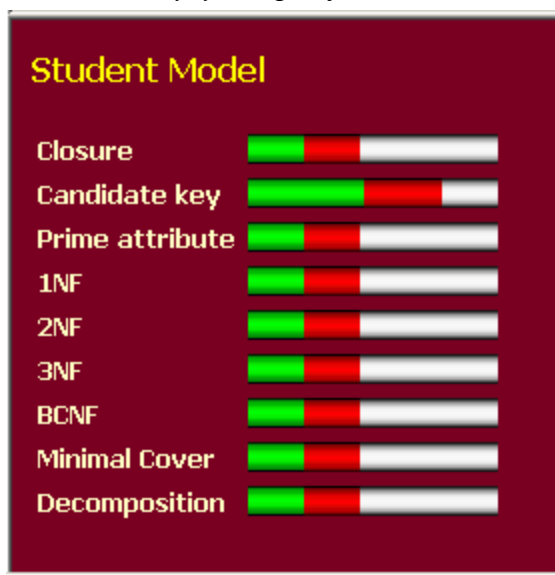 Student Model
Closure
Candidate key
Prime attribute
1NF
2NF
3NF
BCNF
Minimal Cover
Decomposition